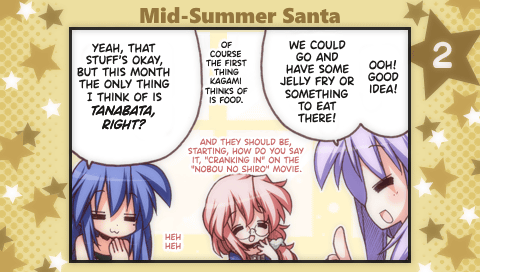 Mid-Summer Santa
2
OOH!
GOOD
IDEA!
WE COULD
GO AND
HAVE SOME
JELLY FRY OR
SOMETHING
TO EAT
THERE!
OF
COURSE
THE FIRST
THING
KAGAMI
THINKS OF
IS FOOD.
YEAH, THAT
STUFF'S OKAY,
BUT THIS MONTH
THE ONLY THING
I THINK OF IS
TANABATA,
RIGHT?
AND THEY SHOULD BE,
STARTING, HOW DO YOU SAY
IT, "CRANKING IN" ON THE
"NOBOU NO SHIRO" MOVIE.
HEH
HEH